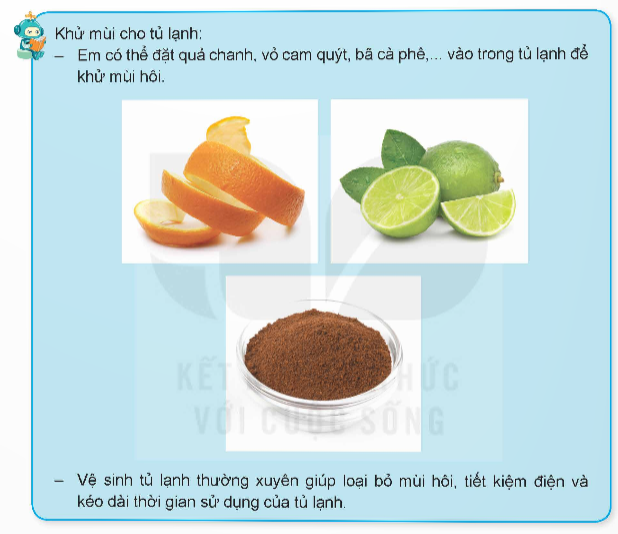 Khử mùi cho tủ lạnh:
– Em có thể đặt quả chanh, vỏ cam quýt, bã cà phê,... vào trong tủ lạnh để
khử mùi hôi.
KẾT THỨC
VỚI CUỘC SỐNG
– Vệ sinh tủ lạnh thường xuyên giúp loại bỏ mùi hôi, tiết kiệm điện và
kéo dài thời gian sử dụng của tủ lạnh.